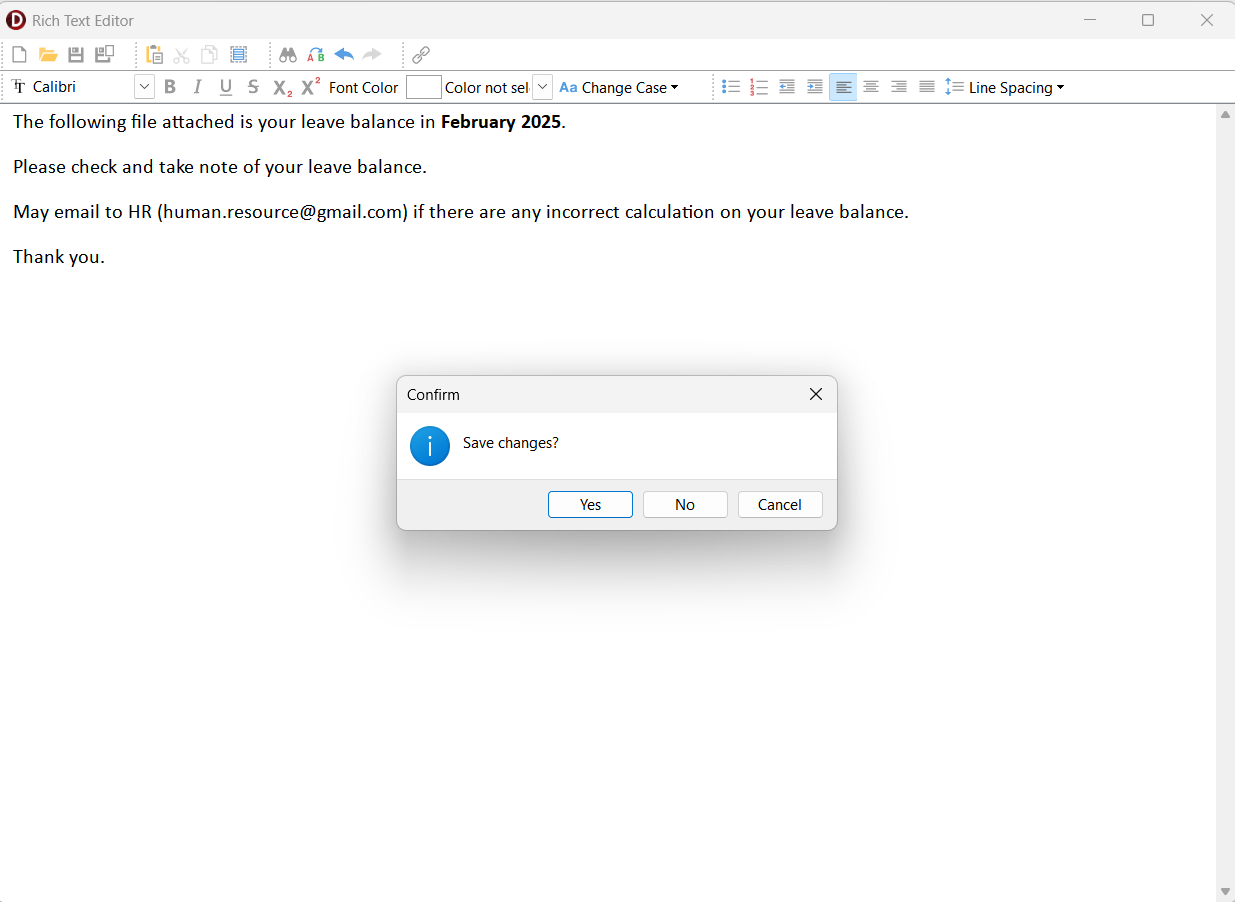 Rich Text Editor
Calibri
Font Color
Color not sel
Aa Change Case
Line Spacing
The following file attached is your leave balance in February 2025.
Please check and take note of your leave balance.
May email to HR (human.resource@gmail.com) if there are any incorrect calculation on your leave balance.
Thank you.
Confirm
Save changes?
Yes
No
Cancel